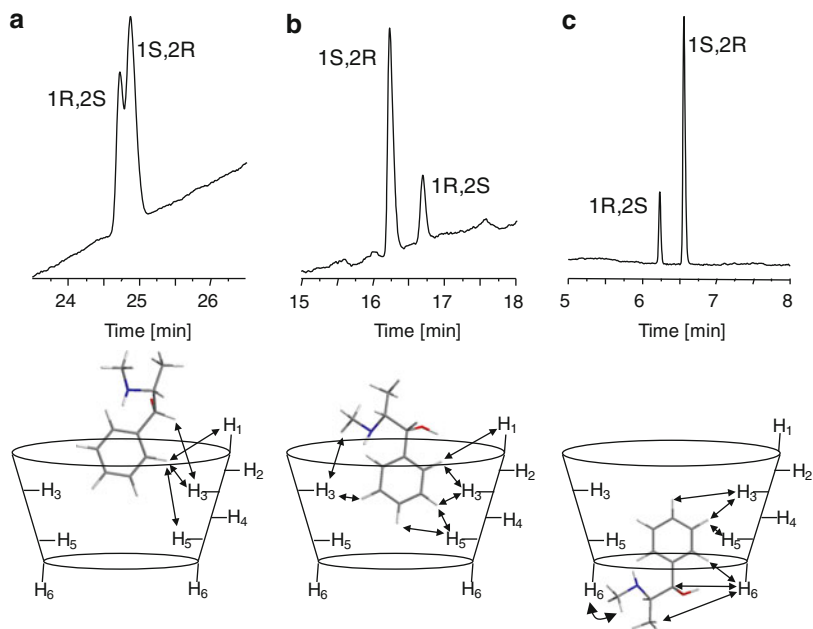 a
1R,2S
1S,2R
24 25 26
Time [min]
b
1S,2R
1R,2S
15 16 17 18
Time [min]
c
1R,2S
1S,2R
5 6 7 8
Time [min]
H1
H2
H3
H3
H4
H5
H5
H6
H6
H1
H2
H3
H3
H4
H5
H5
H6
H6
H1
H2
H3
H3
H4
H5
H5
H6
H6